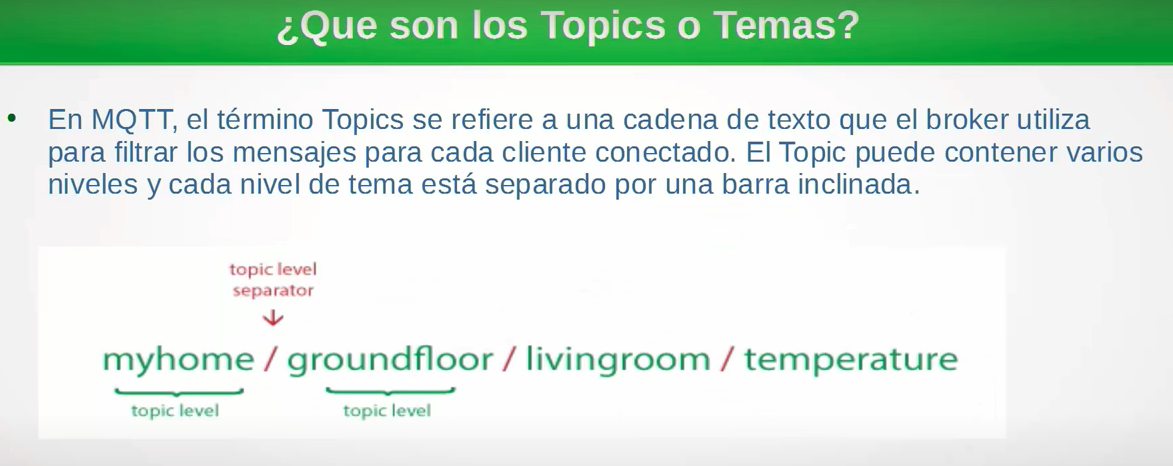 ¿Que son los Topics o Temas?
• En MQTT, el término Topics se refiere a una cadena de texto que el broker utiliza
para filtrar los mensajes para cada cliente conectado. El Topic puede contener varios
niveles y cada nivel de tema está separado por una barra inclinada.
topic level
separator
myhome / groundfloor / livingroom / temperature
topic level topic level